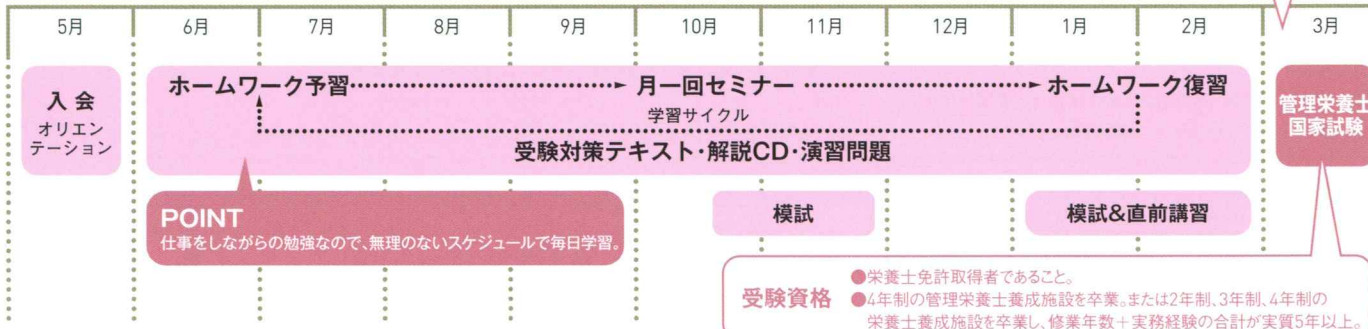 5月 6月 7月 8月 9月 10月 11月 12月 1月 2月 3月
入会
オリエン
テーション
ホームワーク予習 月一回セミナー ホームワーク復習
学習サイクル
受験対策テキスト・解説CD・演習問題
管理栄養士
国家試験
POINT
仕事をしながらの勉強なので、無理のないスケジュールで毎日学習。
模試
模試&直前講習
受験資格
●栄養士免許取得者であること。
●4年制の管理栄養士養成施設を卒業。または2年制、3年制、4年制の
栄養士養成施設を卒業し、修業年数+実務経験の合計が実質5年以上。